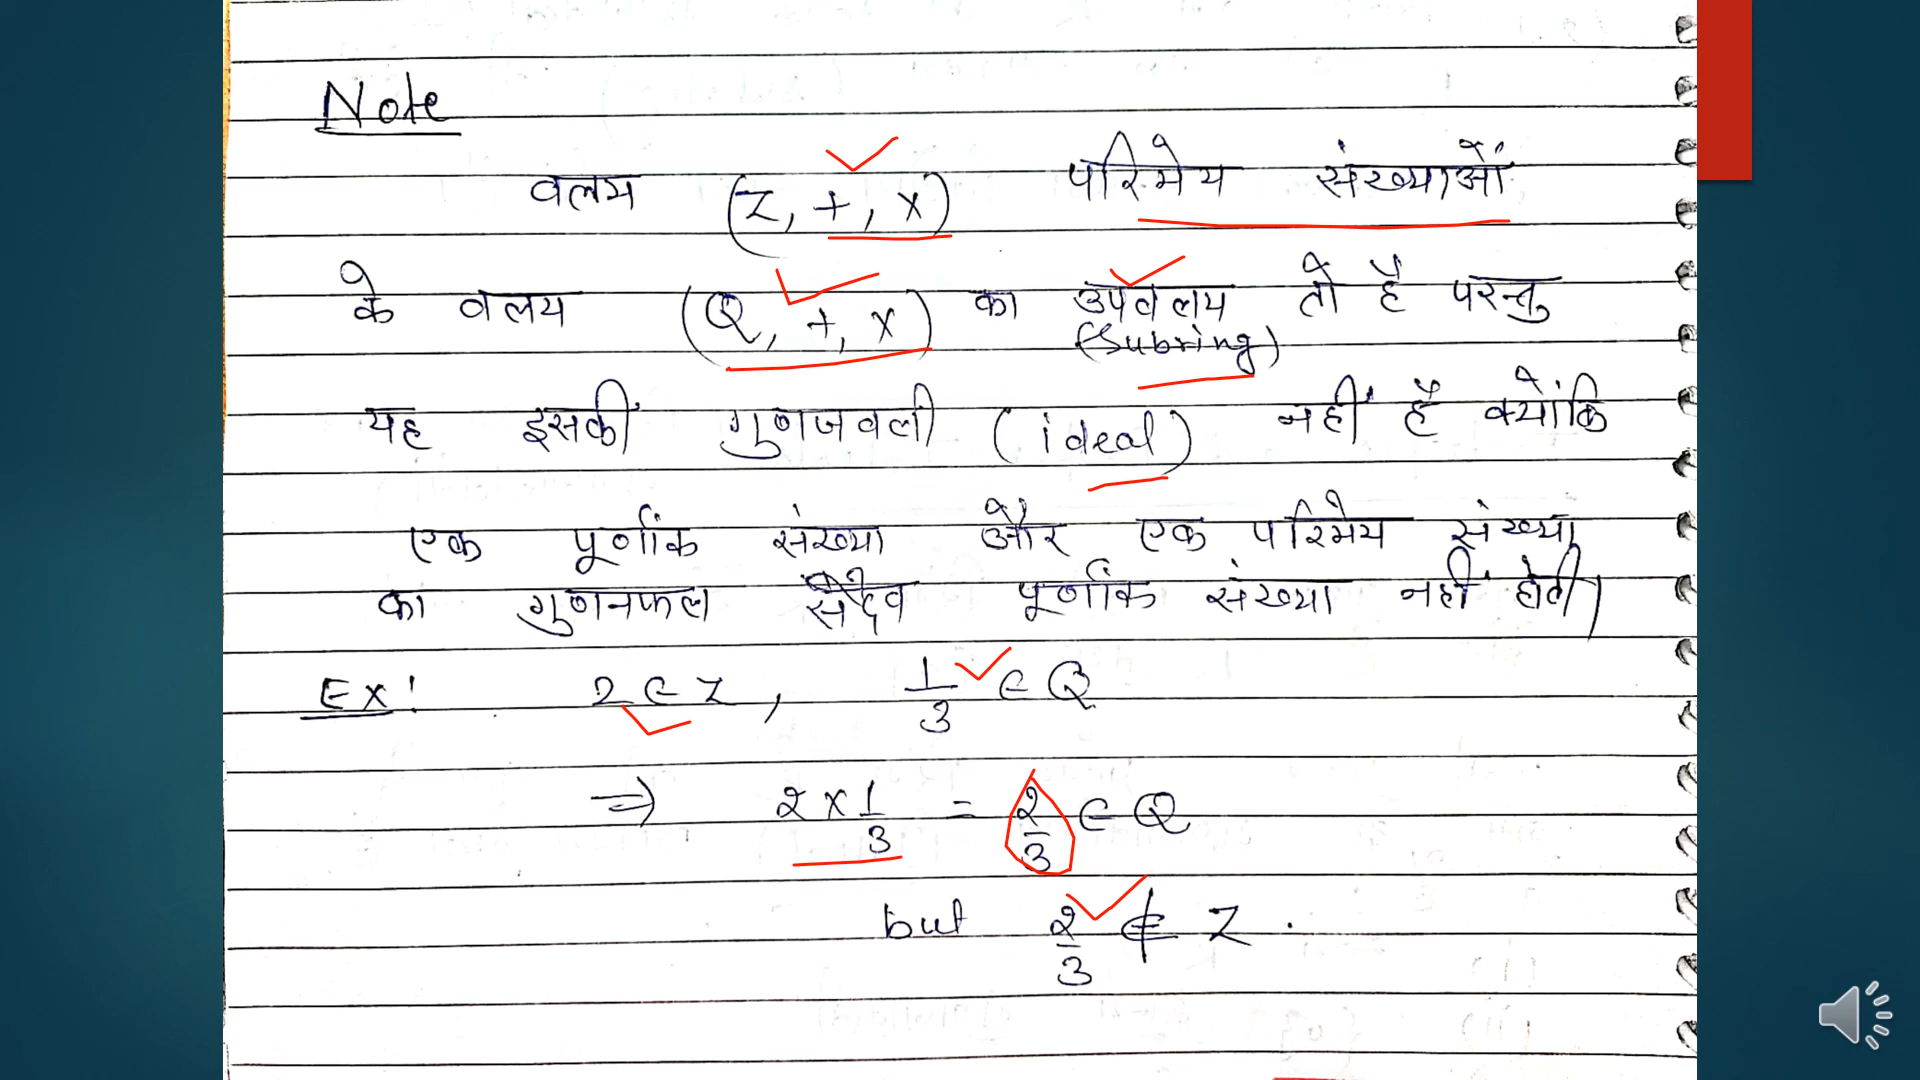 Note
वलय (Z, +, x) परिमेय संख्याओं
के वलय (Q, +, x) का उपवलय तो है परन्तु
(Subring)
यह इसकी गुणजवली (ideal) नहीं है क्योंकि
एक पूर्णांक संख्या और एक परिमेय संख्या
का गुणनफल सदैव पूर्णांक संख्या नहीं होती।
Ex! 2 ∈ Z, 1/3 ∈ Q
⇒ 2 x 1/3 = 2/3 ∈ Q
but 2/3 ∉ Z.